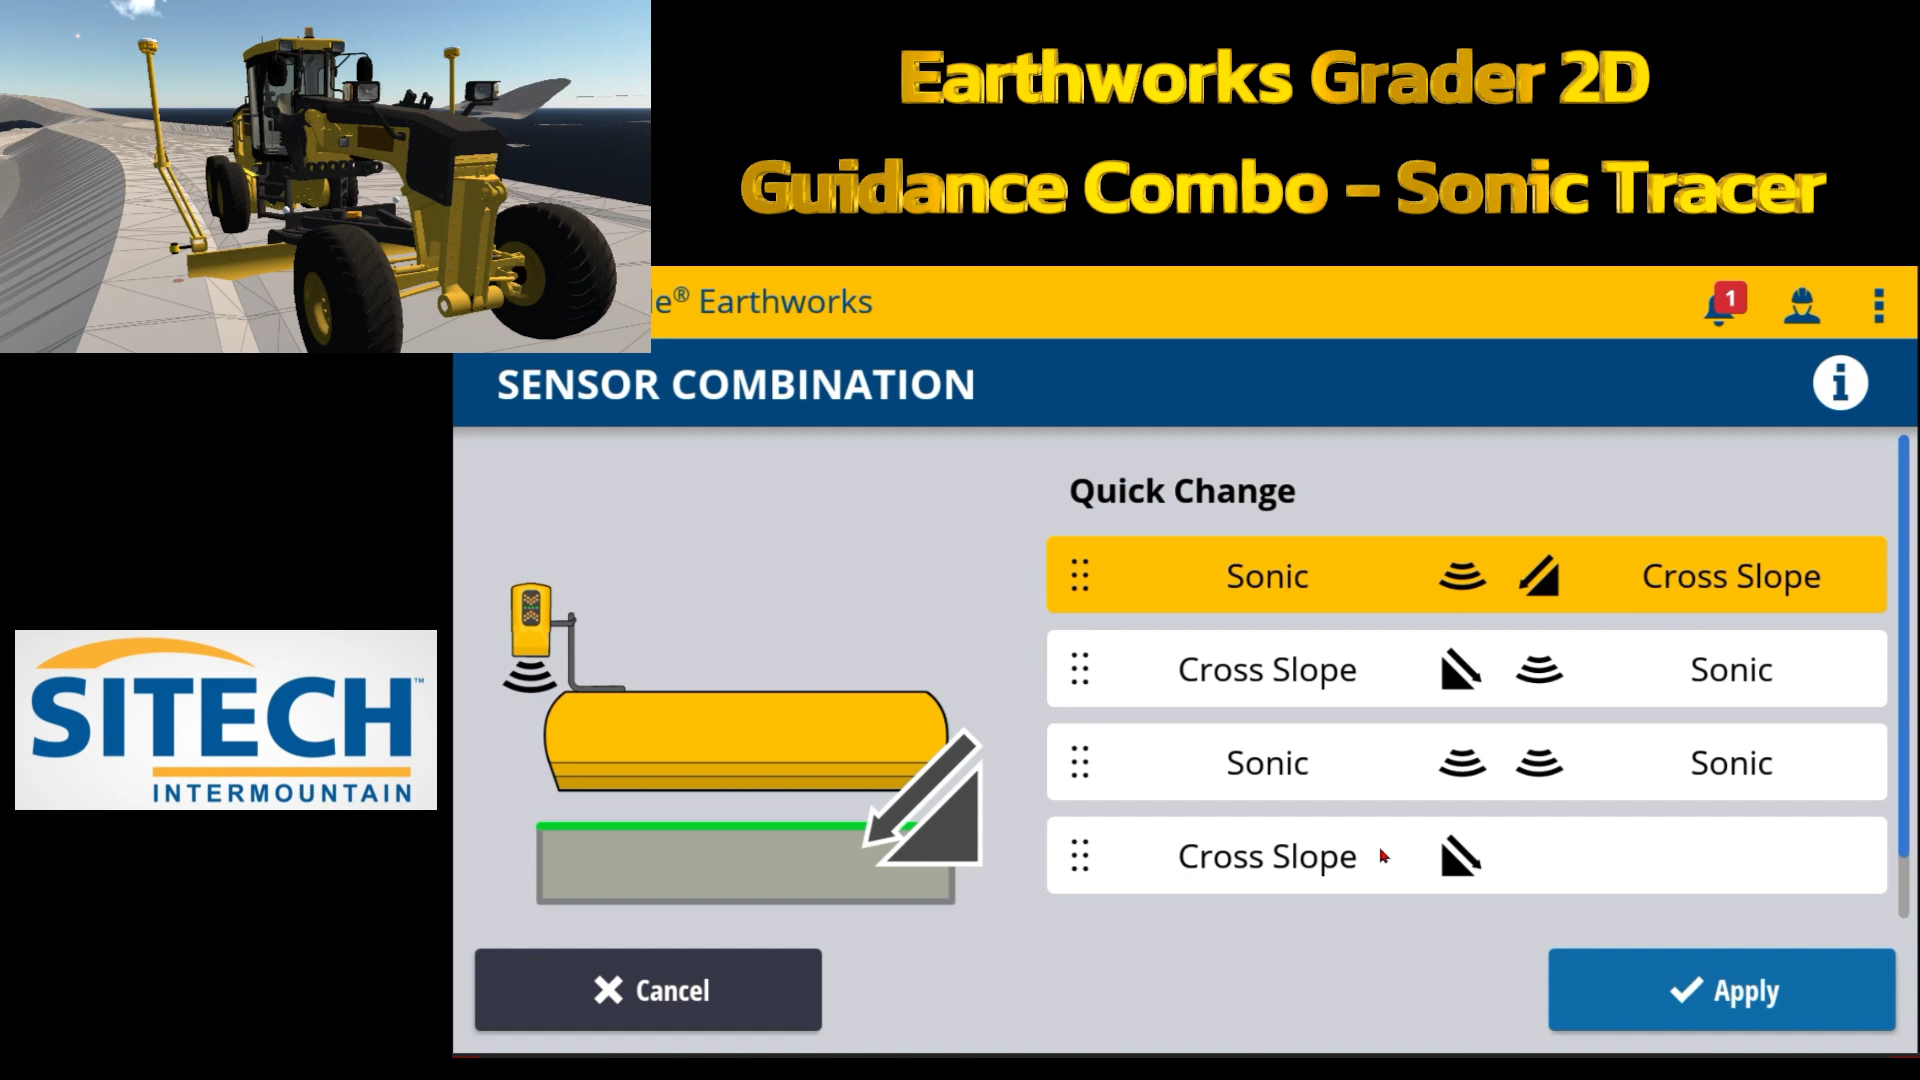 Earthworks Grader 2D
Guidance Combo - Sonic Tracer
e® Earthworks
1
SENSOR COMBINATION
Quick Change
Sonic Cross Slope
Cross Slope Sonic
Sonic Sonic
Cross Slope
Cancel
Apply
SITECH™
INTERMOUNTAIN